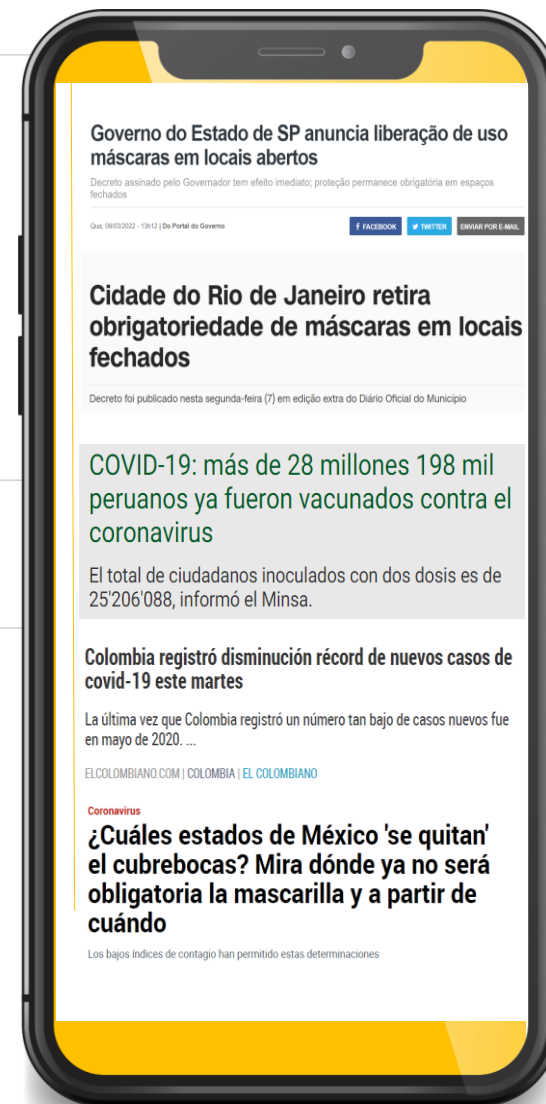 Governo do Estado de SP anuncia liberação de uso
máscaras em locais abertos
Decreto assinado pelo Governador tem efeito imediato; proteção permanece obrigatória em espaços
fechados
Qua, 09/03/2022 - 13h12 | Do Portal do Governo
FACEBOOK TWITTER ENVIAR POR E-MAIL
Cidade do Rio de Janeiro retira
obrigatoriedade de máscaras em locais
fechados
Decreto foi publicado nesta segunda-feira (7) em edição extra do Diário Oficial do Município
COVID-19: más de 28 millones 198 mil
peruanos ya fueron vacunados contra el
coronavirus
El total de ciudadanos inoculados con dos dosis es de
25'206'088, informó el Minsa.
Colombia registró disminución récord de nuevos casos de
covid-19 este martes
La última vez que Colombia registró un número tan bajo de casos nuevos fue
en mayo de 2020. ...
ELCOLOMBIANO.COM | COLOMBIA | EL COLOMBIANO
Coronavirus
¿Cuáles estados de México 'se quitan'
el cubrebocas? Mira dónde ya no será
obligatoria la mascarilla y a partir de
cuándo
Los bajos índices de contagio han permitido estas determinaciones